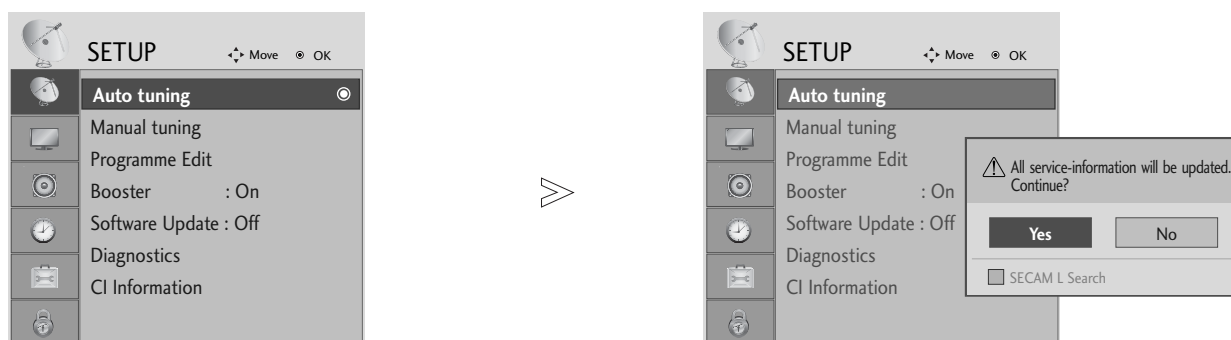 SETUP
Move OK
Auto tuning
Manual tuning
Programme Edit
Booster : On
Software Update : Off
Diagnostics
CI Information
SETUP
Move OK
Auto tuning
Manual tuning
Programme Edit
Booster : On
Software Update : Off
Diagnostics
CI Information
All service-information will be updated.
Continue?
Yes No
SECAM L Search